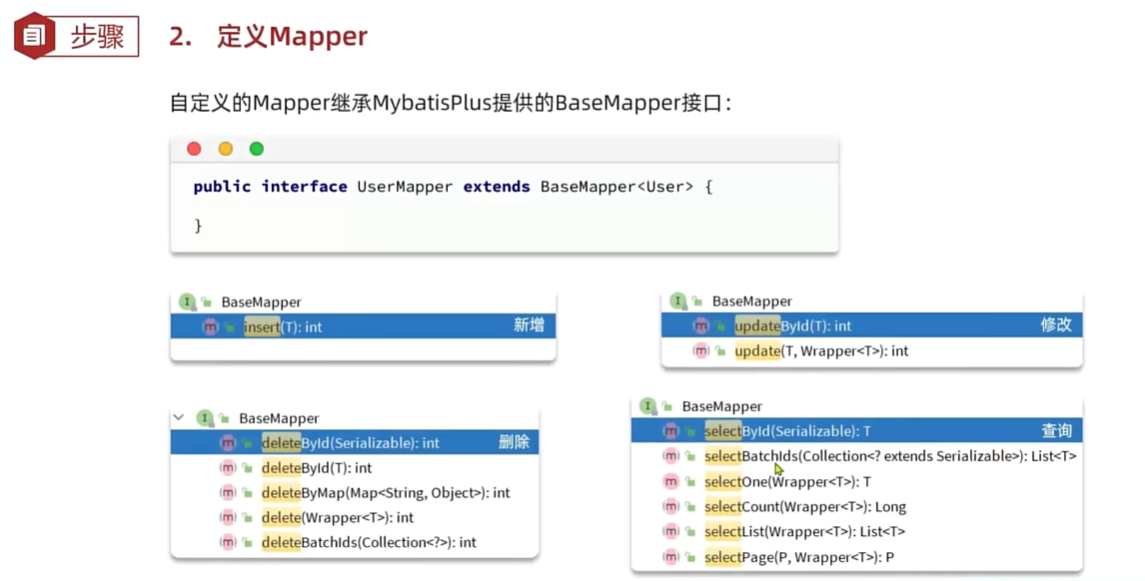 步骤
2. 定义Mapper
自定义的Mapper继承MybatisPlus提供的BaseMapper接口：
public interface UserMapper extends BaseMapper<User> {
}
BaseMapper
insert(T): int 新增
BaseMapper
updateById(T): int 修改
update(T, Wrapper<T>): int
BaseMapper
deleteById(Serializable): int 删除
deleteById(T): int
deleteByMap(Map<String, Object>): int
delete(Wrapper<T>): int
deleteBatchIds(Collection<?>): int
BaseMapper
selectById(Serializable): T 查询
selectBatchIds(Collection<? extends Serializable>): List<T>
selectOne(Wrapper<T>): T
selectCount(Wrapper<T>): Long
selectList(Wrapper<T>): List<T>
selectPage(P, Wrapper<T>): P